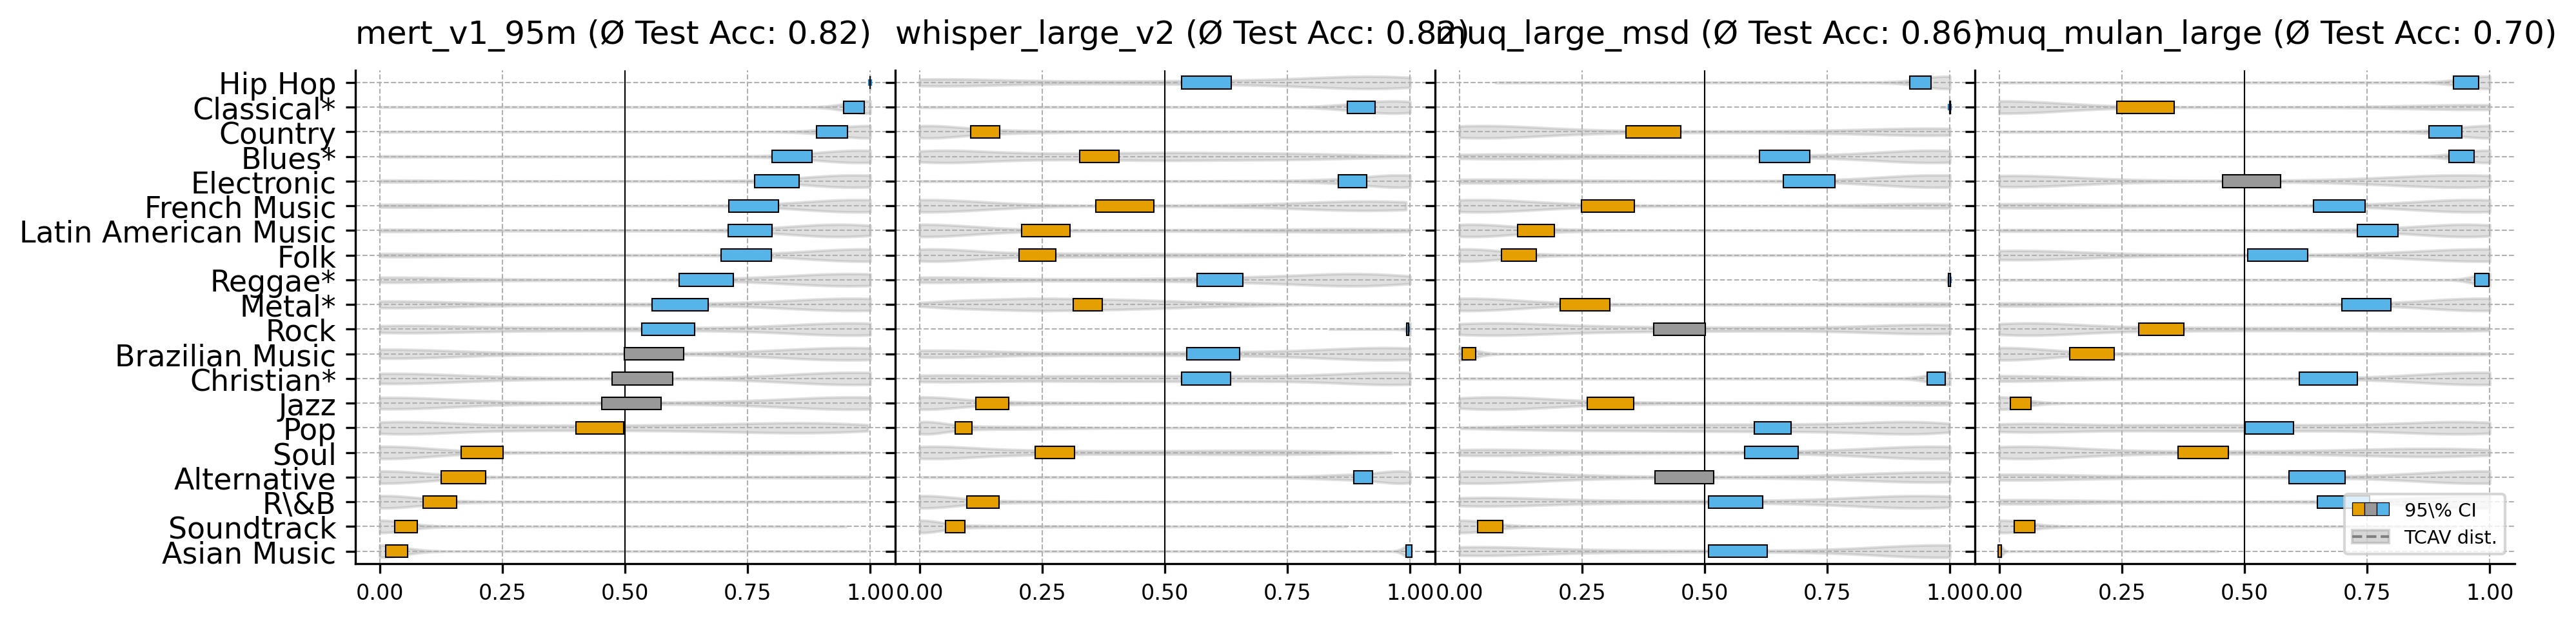 mert_v1_95m (Ø Test Acc: 0.82)
whisper_large_v2 (Ø Test Acc: 0.82)
muq_large_msd (Ø Test Acc: 0.86)
muq_mulan_large (Ø Test Acc: 0.70)
Hip Hop
Classical*
Country
Blues*
Electronic
French Music
Latin American Music
Folk
Reggae*
Metal*
Rock
Brazilian Music
Christian*
Jazz
Pop
Soul
Alternative
R\&B
Soundtrack
Asian Music
95\% CI
TCAV dist.
0.00 0.25 0.50 0.75 1.00
0.00 0.25 0.50 0.75 1.00
0.00 0.25 0.50 0.75 1.00
0.00 0.25 0.50 0.75 1.00